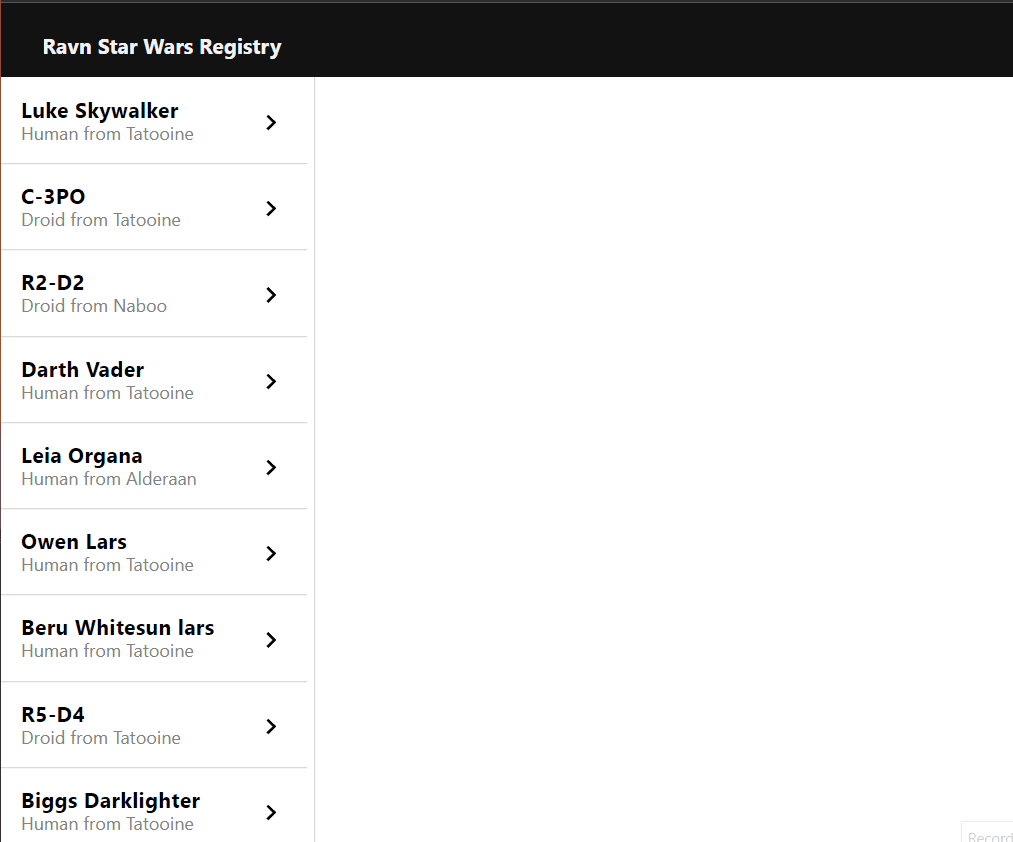 Ravn Star Wars Registry
Luke Skywalker
Human from Tatooine
C-3PO
Droid from Tatooine
R2-D2
Droid from Naboo
Darth Vader
Human from Tatooine
Leia Organa
Human from Alderaan
Owen Lars
Human from Tatooine
Beru Whitesun lars
Human from Tatooine
R5-D4
Droid from Tatooine
Biggs Darklighter
Human from Tatooine
Record